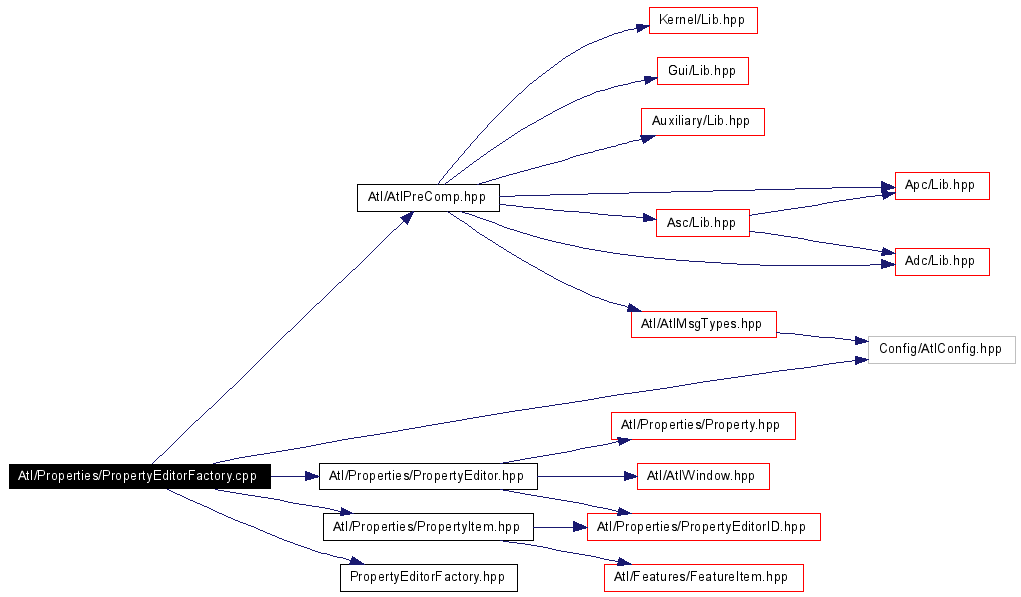 Kernel/Lib.hpp
Gui/Lib.hpp
Auxiliary/Lib.hpp
Apc/Lib.hpp
Atl/AtlPreComp.hpp
Asc/Lib.hpp
Adc/Lib.hpp
Atl/AtlMsgTypes.hpp
Config/AtlConfig.hpp
Atl/Properties/Property.hpp
Atl/Properties/PropertyEditorFactory.cpp
Atl/Properties/PropertyEditor.hpp
Atl/AtlWindow.hpp
Atl/Properties/PropertyItem.hpp
Atl/Properties/PropertyEditorID.hpp
PropertyEditorFactory.hpp
Atl/Features/FeatureItem.hpp